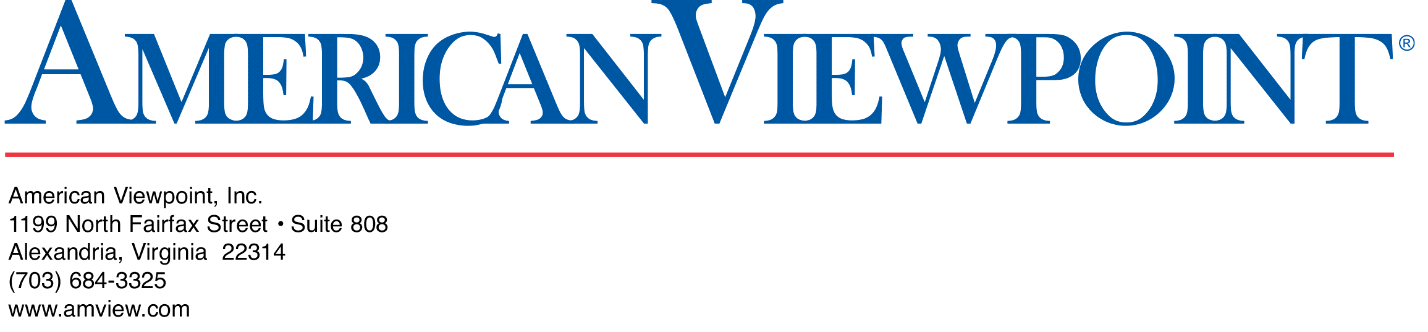 AMERICAN VIEWPOINT®
American Viewpoint, Inc.
1199 North Fairfax Street • Suite 808
Alexandria, Virginia  22314
(703) 684-3325
www.amview.com